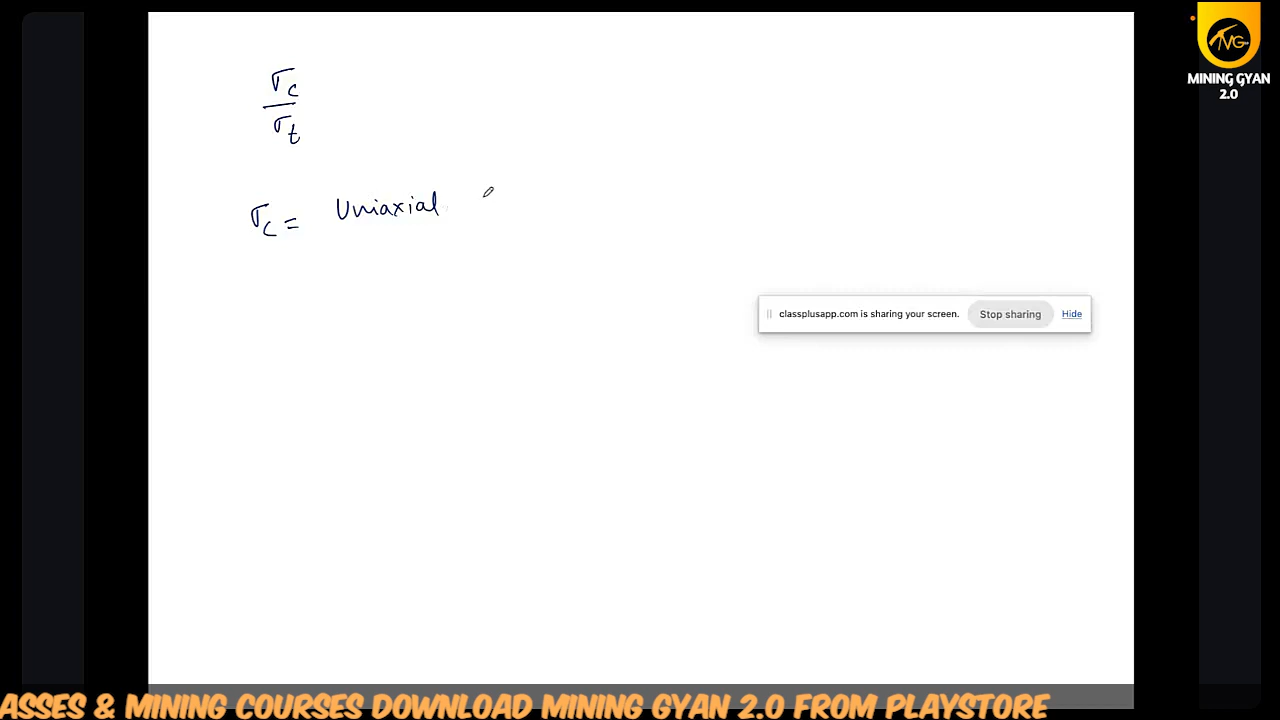 σc
σt
σc = Uniaxial
classplusapp.com is sharing your screen. Stop sharing Hide
MINING GYAN
2.0
ASSES & MINING COURSES DOWNLOAD MINING GYAN 2.0 FROM PLAYSTORE